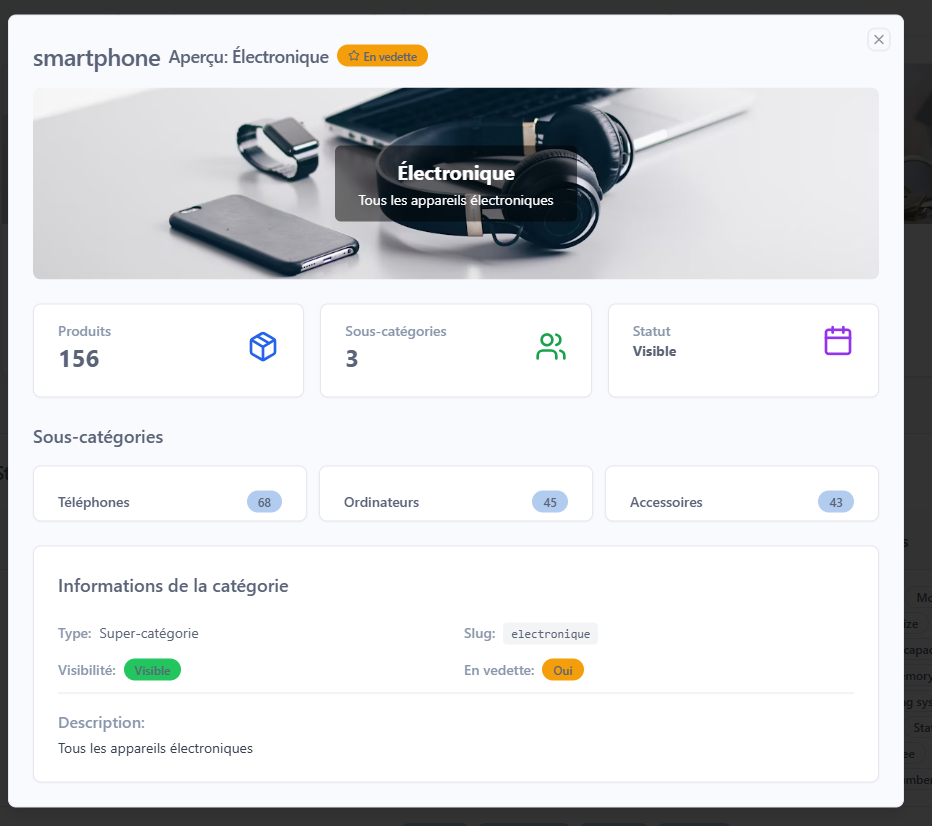 smartphone Aperçu: Électronique En vedette
Électronique
Tous les appareils électroniques
Produits
156
Sous-catégories
3
Statut
Visible
Sous-catégories
Téléphones 68
Ordinateurs 45
Accessoires 43
Informations de la catégorie
Type: Super-catégorie
Slug: electronique
Visibilité: Visible
En vedette: Oui
Description:
Tous les appareils électroniques